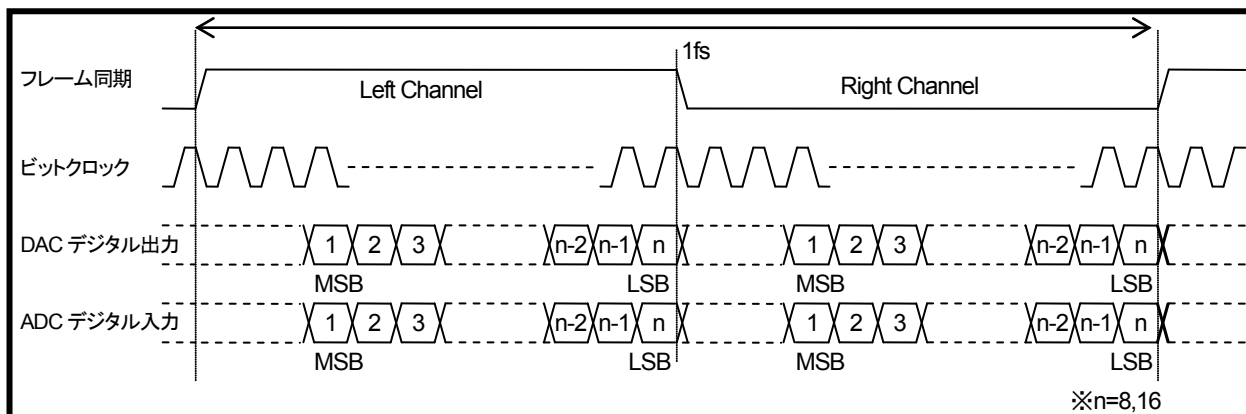 1fs
フレーム同期
Left Channel
Right Channel
ビットクロック
DAC デジタル出力
1 2 3 n-2 n-1 n 1 2 3 n-2 n-1 n
MSB LSB MSB LSB
ADC デジタル入力
1 2 3 n-2 n-1 n 1 2 3 n-2 n-1 n
MSB LSB MSB LSB
※n=8,16